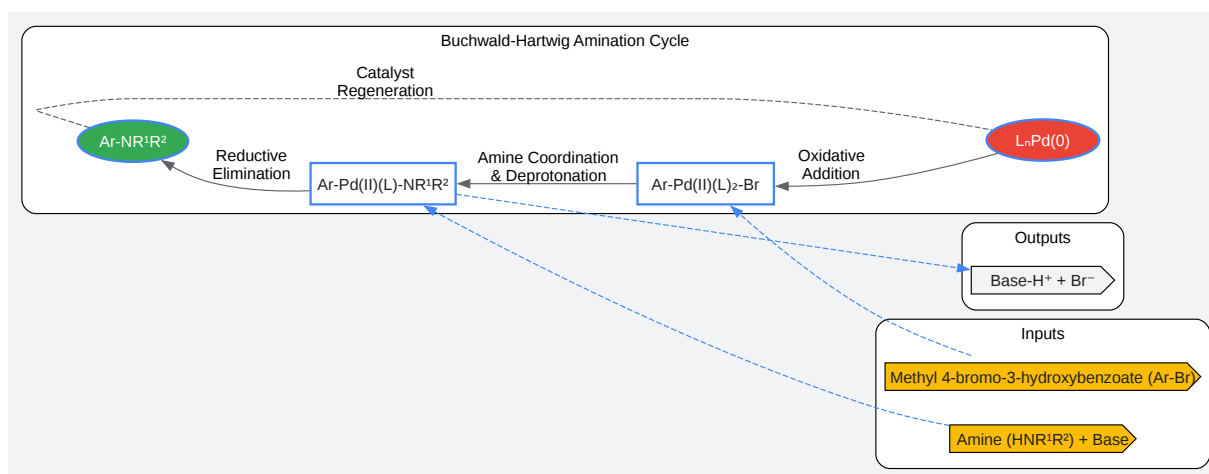 Buchwald-Hartwig Amination Cycle
Catalyst
Regeneration
Ar-NR¹R²
LₙPd(0)
Reductive
Elimination
Amine Coordination
& Deprotonation
Oxidative
Addition
Ar-Pd(II)(L)-NR¹R²
Ar-Pd(II)(L)₂-Br
Outputs
Base-H⁺ + Br⁻
Inputs
Methyl 4-bromo-3-hydroxybenzoate (Ar-Br)
Amine (HNR¹R²) + Base